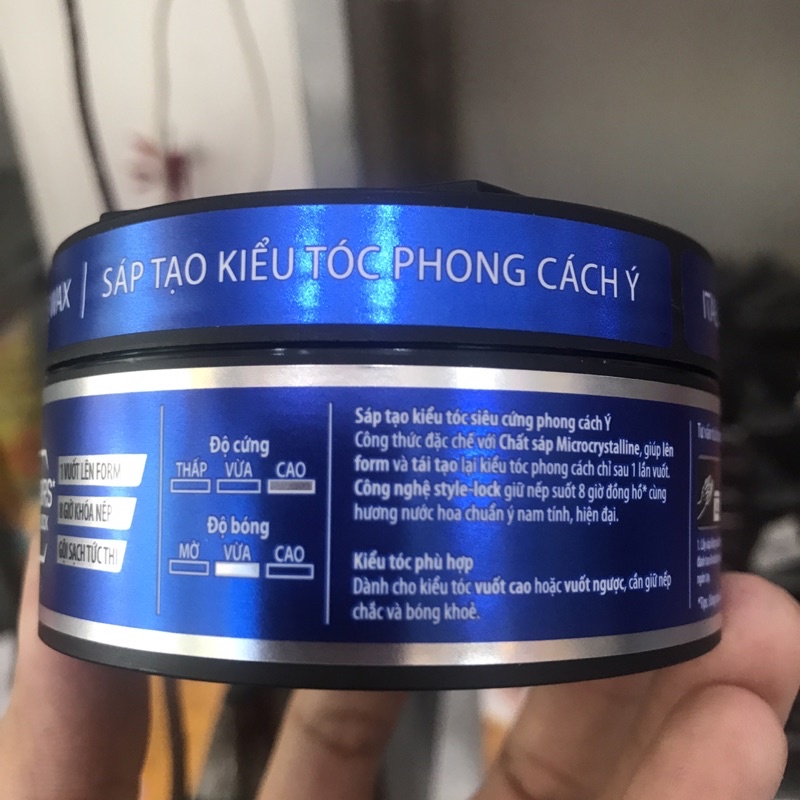 WAX | SÁP TẠO KIỂU TÓC PHONG CÁCH Ý
1 VUỐT LÊN FORM
8 GIỜ KHÓA NẾP
GỘI SẠCH TỨC THÌ
Độ cứng
THẤP VỪA CAO
Độ bóng
MỜ VỪA CAO
Sáp tạo kiểu tóc siêu cứng phong cách Ý
Công thức đặc chế với Chất sáp Microcrystalline, giúp lên
form và tái tạo lại kiểu tóc phong cách chỉ sau 1 lần vuốt.
Công nghệ style-lock giữ nếp suốt 8 giờ đồng hồ* cùng
hương nước hoa chuẩn ý nam tính, hiện đại.
Kiểu tóc phù hợp
Dành cho kiểu tóc vuốt cao hoặc vuốt ngược, cần giữ nếp
chắc và bóng khoẻ.